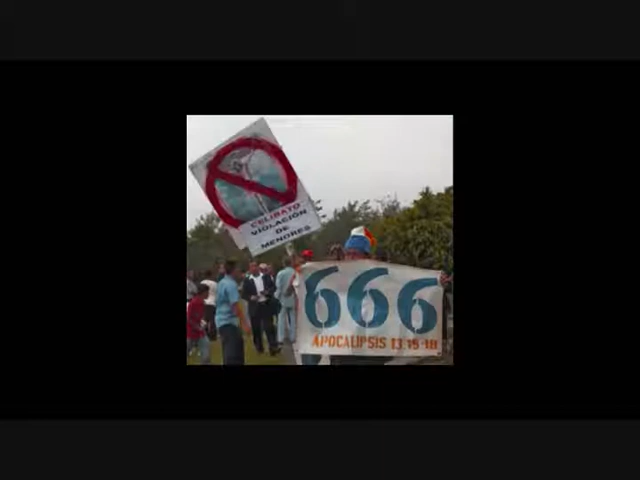 CELIBATO
VIOLACIÓN
DE
MENORES
666
APOCALIPSIS 13,15-18